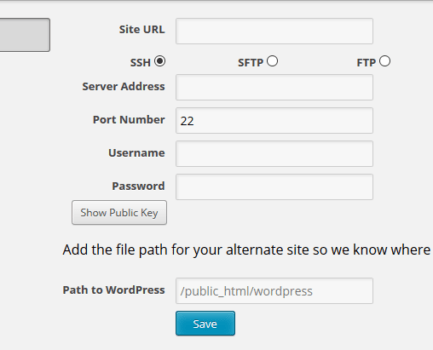 Site URL
SSH SFTP FTP
Server Address
Port Number 22
Username
Password
Show Public Key
Add the file path for your alternate site so we know where
Path to WordPress /public_html/wordpress
Save